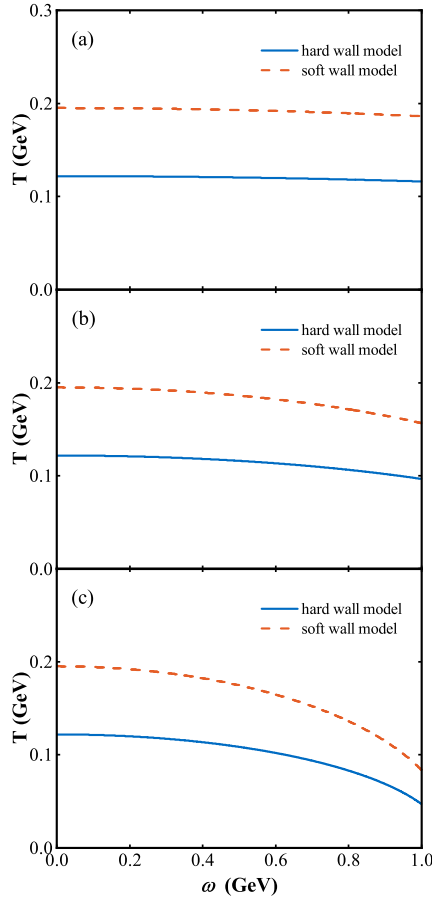 0.3
(a)
hard wall model
soft wall model
0.2
T (GeV)
0.1
0.0
(b)
hard wall model
soft wall model
0.2
T (GeV)
0.1
0.0
(c)
hard wall model
soft wall model
0.2
T (GeV)
0.1
0.0
0.0 0.2 0.4 0.6 0.8 1.0
ω (GeV)